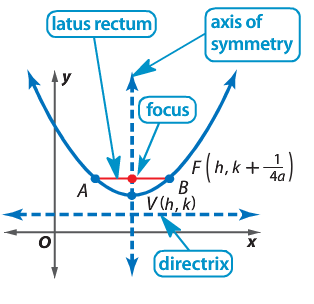 latus rectum
axis of
symmetry
y
focus
F(h, k + 1/4a)
A
B
V(h, k)
O
x
directrix